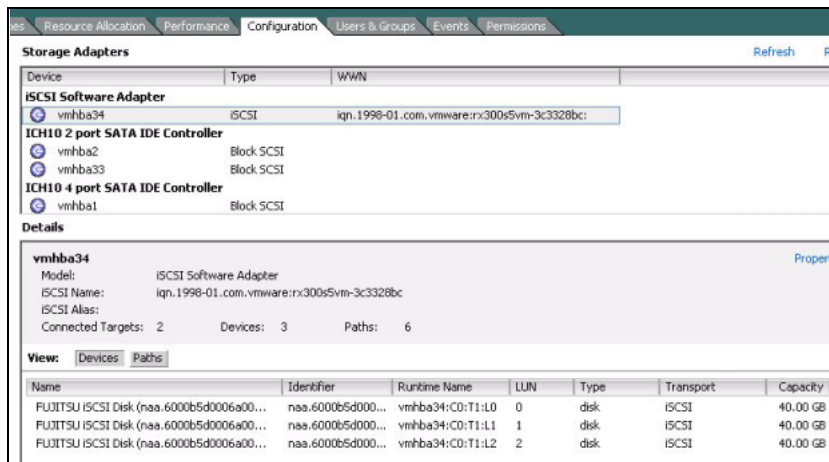 es Resource Allocation Performance Configuration Users & Groups Events Permissions
Storage Adapters Refresh
Device Type WWN
iSCSI Software Adapter
vmhba34 iSCSI iqn.1998-01.com.vmware:rx300s5vm-3c3328bc:
ICH10 2 port SATA IDE Controller
vmhba2 Block SCSI
vmhba33 Block SCSI
ICH10 4 port SATA IDE Controller
vmhba1 Block SCSI
Details
vmhba34 Proper
Model: iSCSI Software Adapter
iSCSI Name: iqn.1998-01.com.vmware:rx300s5vm-3c3328bc
iSCSI Alias:
Connected Targets: 2 Devices: 3 Paths: 6
View: Devices Paths
Name Identifier Runtime Name LUN Type Transport Capacity
FUJITSU iSCSI Disk (naa.6000b5d0006a00... naa.6000b5d000... vmhba34:C0:T1:L0 0 disk iSCSI 40.00 GB
FUJITSU iSCSI Disk (naa.6000b5d0006a00... naa.6000b5d000... vmhba34:C0:T1:L1 1 disk iSCSI 40.00 GB
FUJITSU iSCSI Disk (naa.6000b5d0006a00... naa.6000b5d000... vmhba34:C0:T1:L2 2 disk iSCSI 40.00 GB